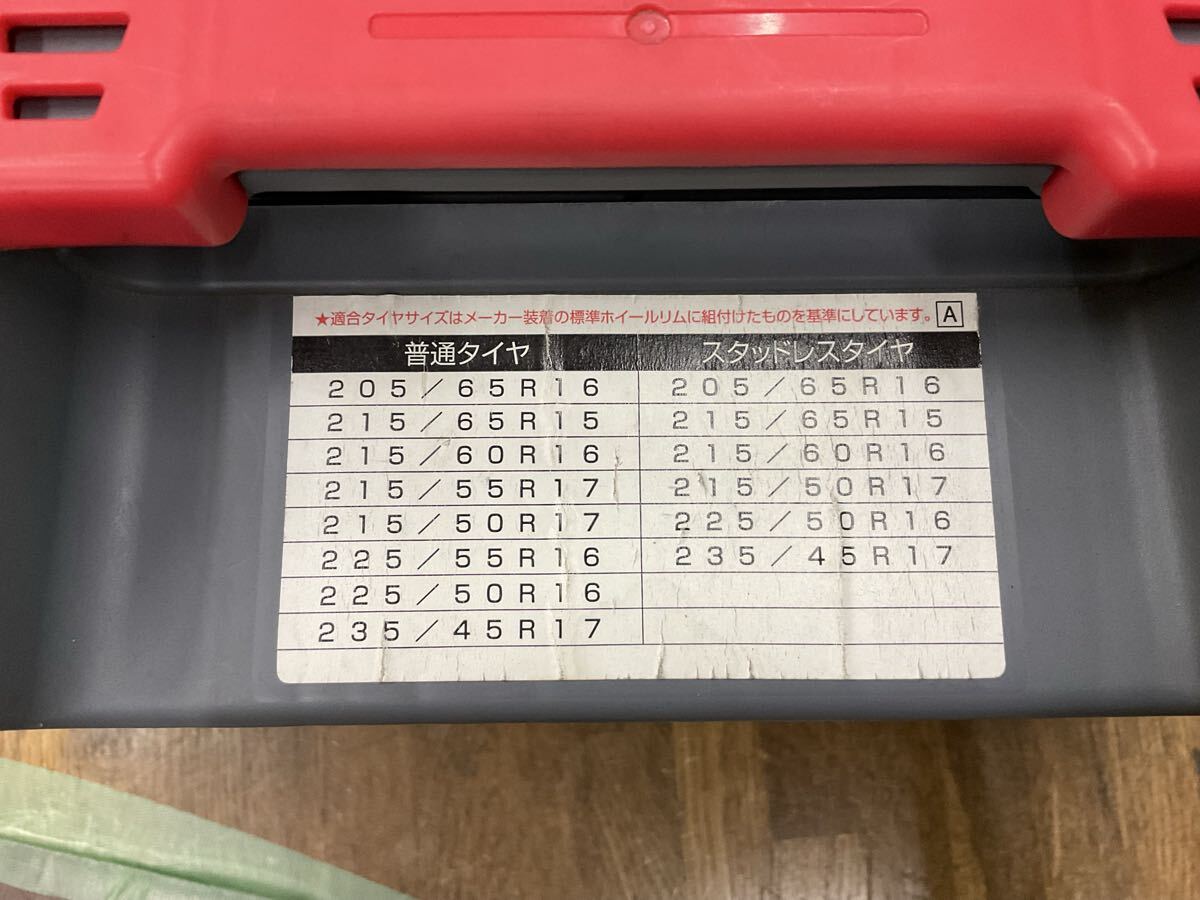 ★適合タイヤサイズはメーカー装着の標準ホイールリムに組付けたものを基準にしています。 A
普通タイヤ スタッドレスタイヤ
205/65R16 205/65R16
215/65R15 215/65R15
215/60R16 215/60R16
215/55R17 215/50R17
215/50R17 225/50R16
225/55R16 235/45R17
225/50R16
235/45R17